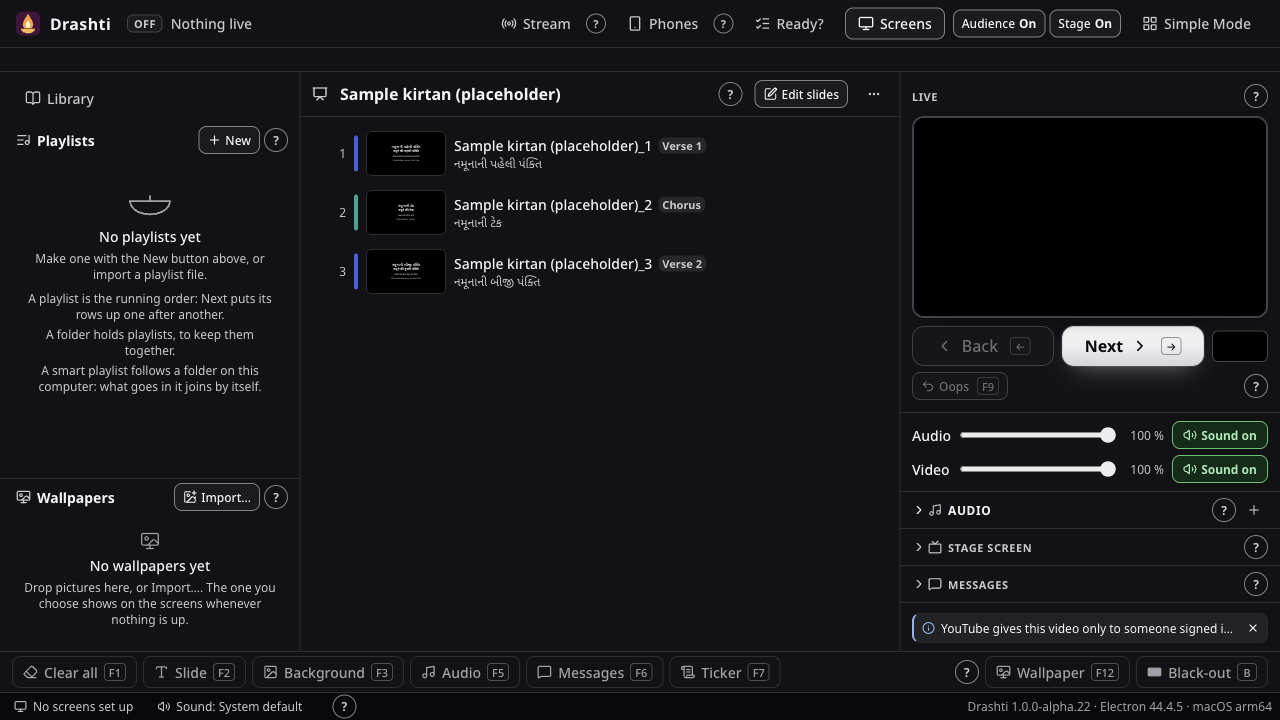 Drashti
OFF
Nothing live
Stream
?
Phones
?
Ready?
Screens
Audience On
Stage On
Simple Mode
Library
Playlists
New
?
No playlists yet
Make one with the New button above, or
import a playlist file.
A playlist is the running order: Next puts its
rows up one after another.
A folder holds playlists, to keep them
together.
A smart playlist follows a folder on this
computer: what goes in it joins by itself.
Wallpapers
Import...
?
No wallpapers yet
Drop pictures here, or Import.... The one you
choose shows on the screens whenever
nothing is up.
Sample kirtan (placeholder)
?
Edit slides
1
Sample kirtan (placeholder)_1 Verse 1
નમૂનાની પહેલી પંક્તિ
2
Sample kirtan (placeholder)_2 Chorus
નમૂનાની ટેક
3
Sample kirtan (placeholder)_3 Verse 2
નમૂનાની બીજી પંક્તિ
LIVE
?
Back
Next
Oops F9
?
Audio 100 % Sound on
Video 100 % Sound on
AUDIO ?
STAGE SCREEN ?
MESSAGES ?
YouTube gives this video only to someone signed i...
Clear all F1
Slide F2
Background F3
Audio F5
Messages F6
Ticker F7
?
Wallpaper F12
Black-out B
No screens set up
Sound: System default
?
Drashti 1.0.0-alpha.22 · Electron 44.4.5 · macOS arm64